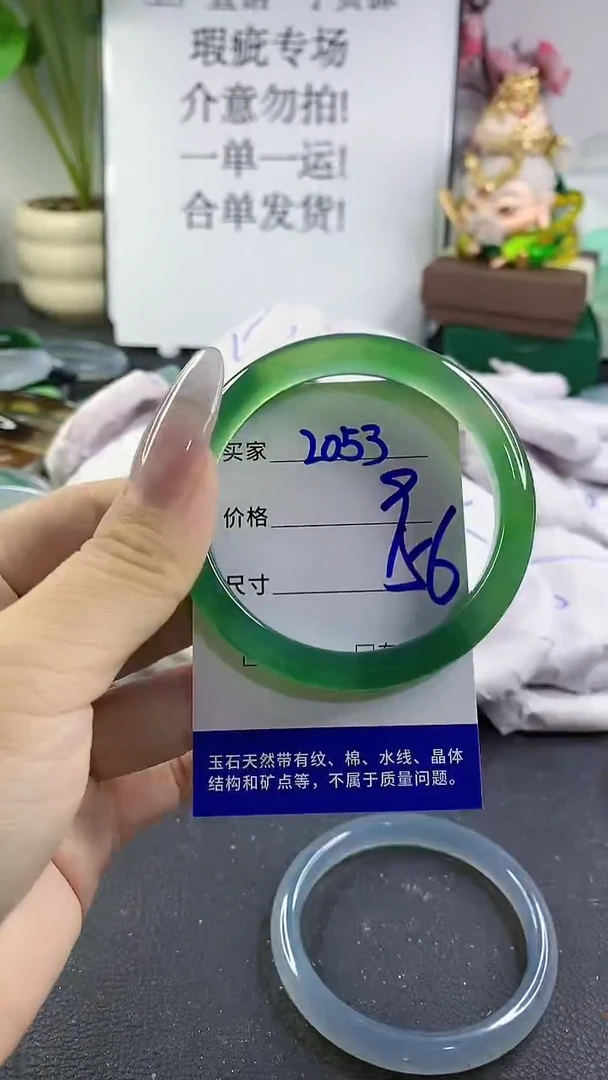 瑕疵专场
介意勿拍!
一单一运!
合单发货!
买家 2053
价格
尺寸 56
玉石天然带有纹、棉、水线、晶体
结构和矿点等，不属于质量问题。